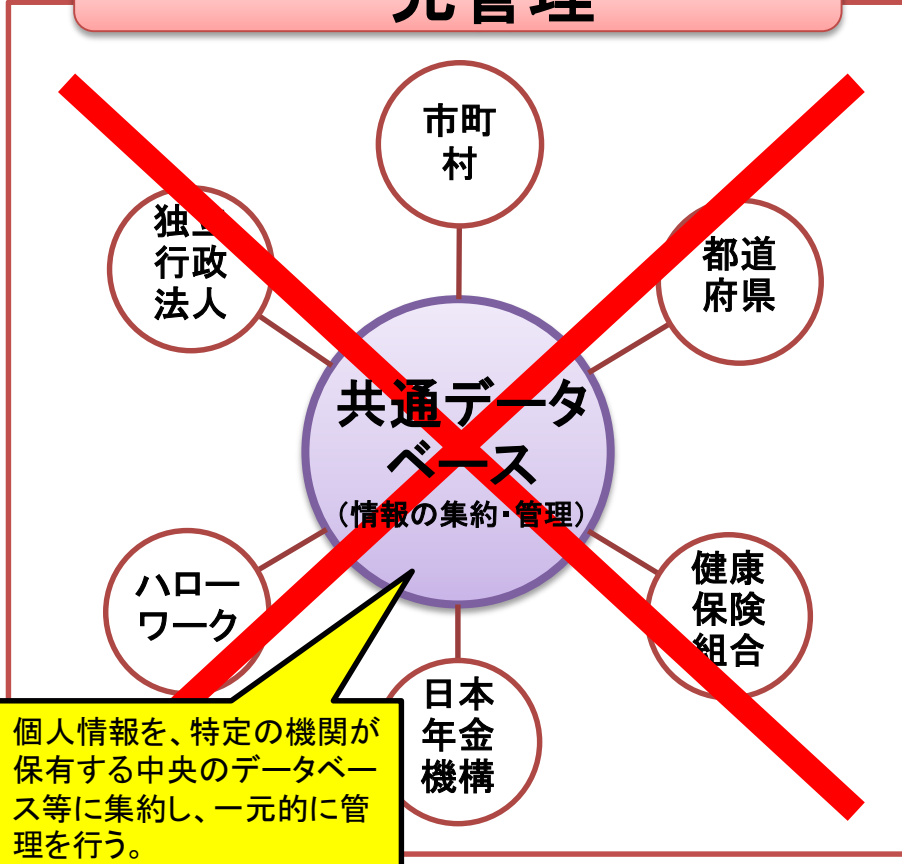 元管理
市町
村
独立
行政
法人
都道
府県
共通データ
ベース
（情報の集約・管理）
ハロー
ワーク
健康
保険
組合
日本
年金
機構
個人情報を、特定の機関が
保有する中央のデータベー
ス等に集約し、一元的に管
理を行う。